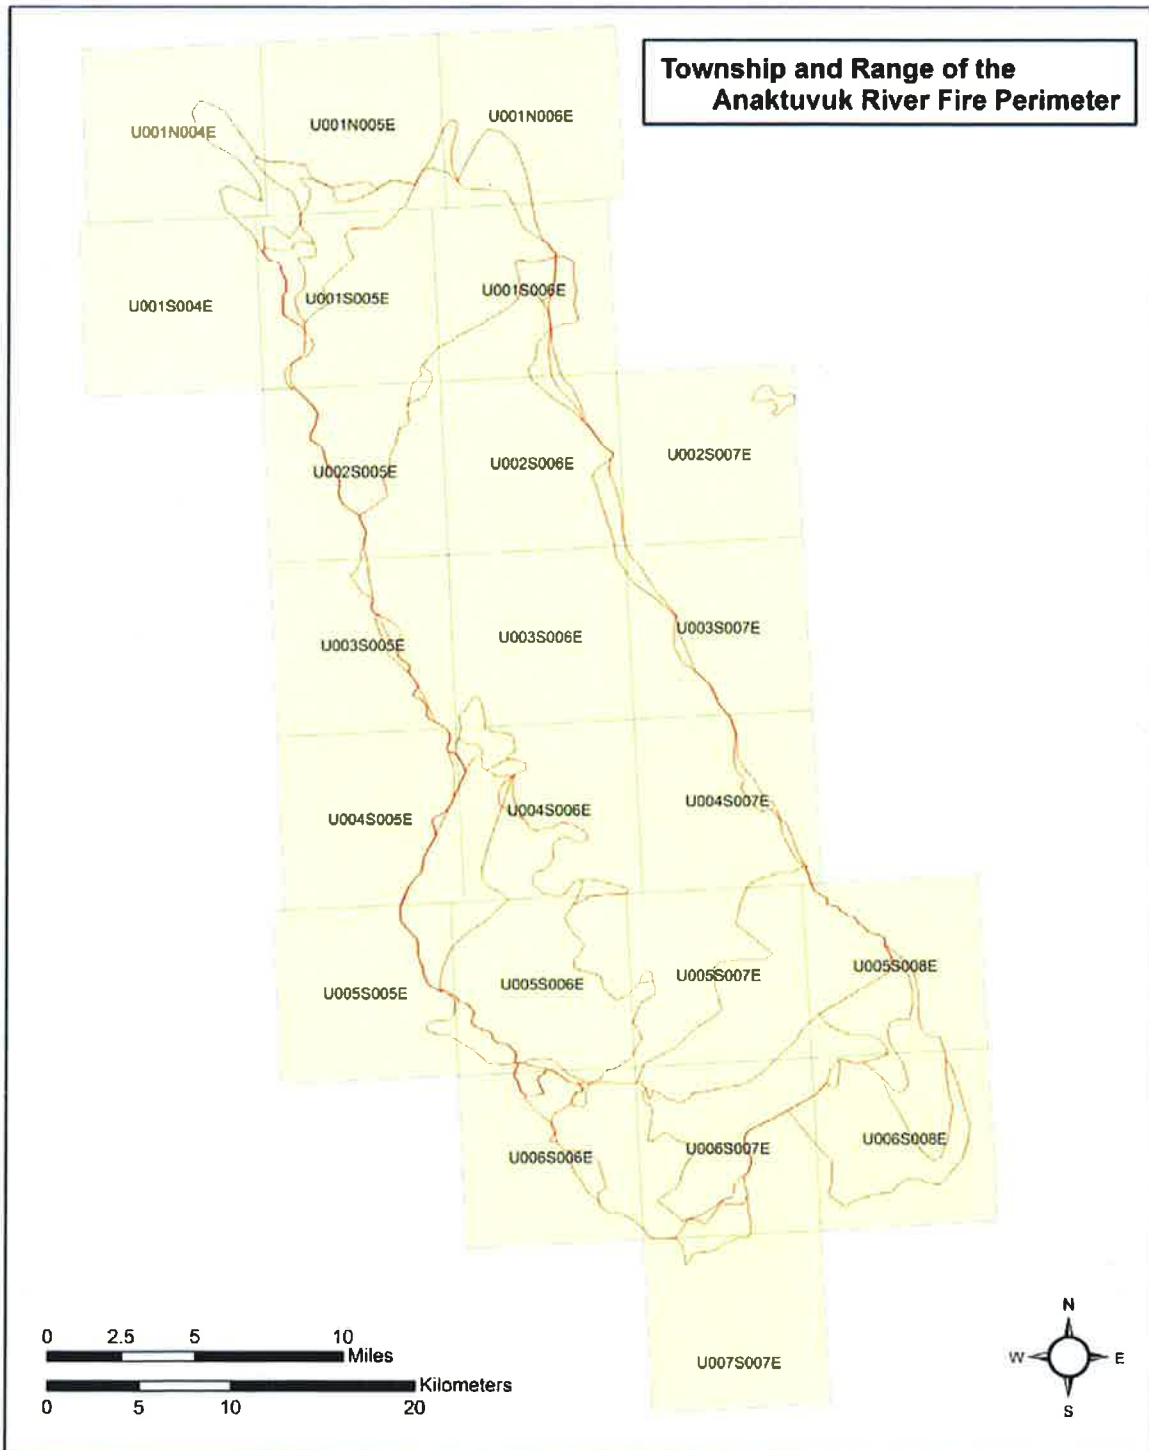 Township and Range of the
Anaktuvuk River Fire Perimeter
U001N004E
U001N005E
U001N006E
U001S004E
U001S005E
U001S006E
U002S005E
U002S006E
U002S007E
U003S005E
U003S006E
U003S007E
U004S005E
U004S006E
U004S007E
U005S005E
U005S006E
U005S007E
U005S008E
U006S006E
U006S007E
U006S008E
U007S007E
0 2.5 5 10
Miles
Kilometers
0 5 10 20
N
W E
S